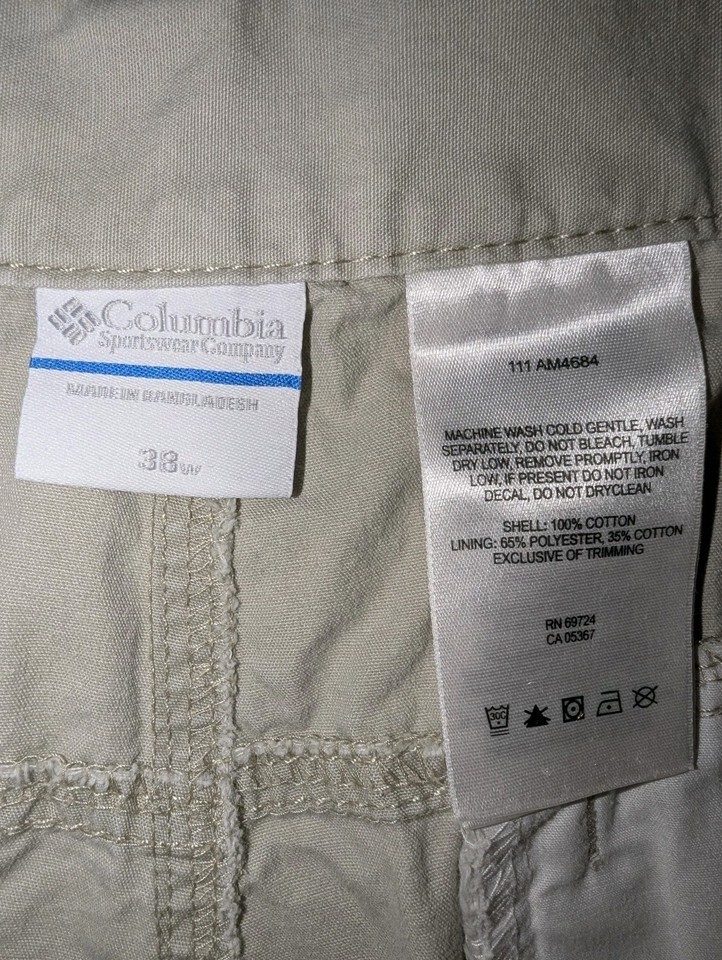 Columbia
Sportswear Company
MADE IN BANGLADESH
38W
111 AM4684
MACHINE WASH COLD GENTLE, WASH
SEPARATELY, DO NOT BLEACH, TUMBLE
DRY LOW, REMOVE PROMPTLY, IRON
LOW, IF PRESENT DO NOT IRON
DECAL, DO NOT DRYCLEAN
SHELL: 100% COTTON
LINING: 65% POLYESTER, 35% COTTON
EXCLUSIVE OF TRIMMING
RN 69724
CA 05367
30C